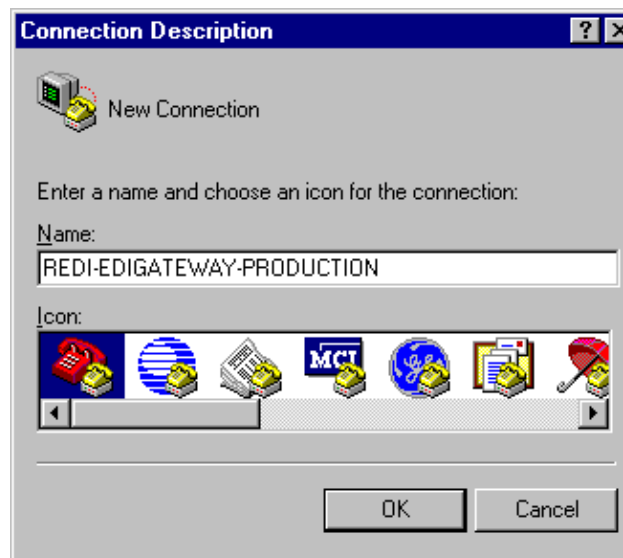 Connection Description
New Connection
Enter a name and choose an icon for the connection:
Name:
REDI-EDIGATEWAY-PRODUCTION
Icon:
MCI
OK Cancel